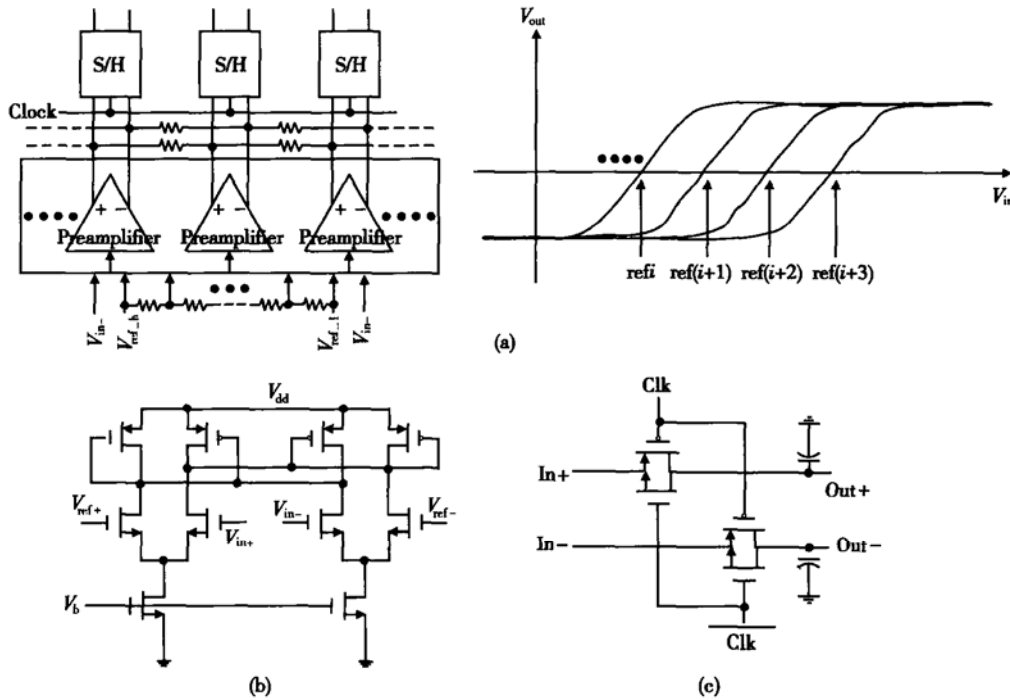 S/H S/H S/H
Clock
+ − + − + −
Preamplifier Preamplifier Preamplifier
V_in- V_ref_h V_ref_l V_in-
V_out
V_in
refi ref(i+1) ref(i+2) ref(i+3)
(a)
V_dd
V_ref+ V_in+ V_in- V_ref-
V_b
(b)
Clk
In+
Out+
In−
Out−
Clk
(c)